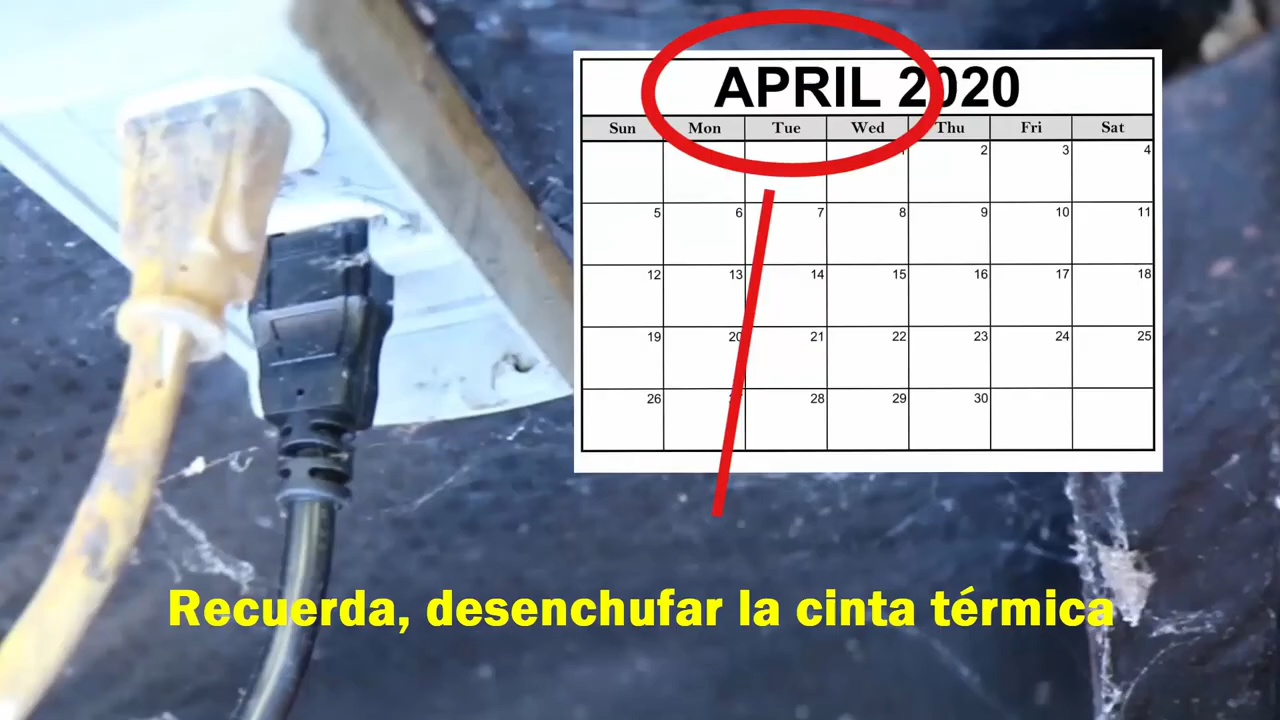 APRIL 2020
Sun Mon Tue Wed Thu Fri Sat
1 2 3 4
5 6 7 8 9 10 11
12 13 14 15 16 17 18
19 20 21 22 23 24 25
26 28 29 30
Recuerda, desenchufar la cinta térmica